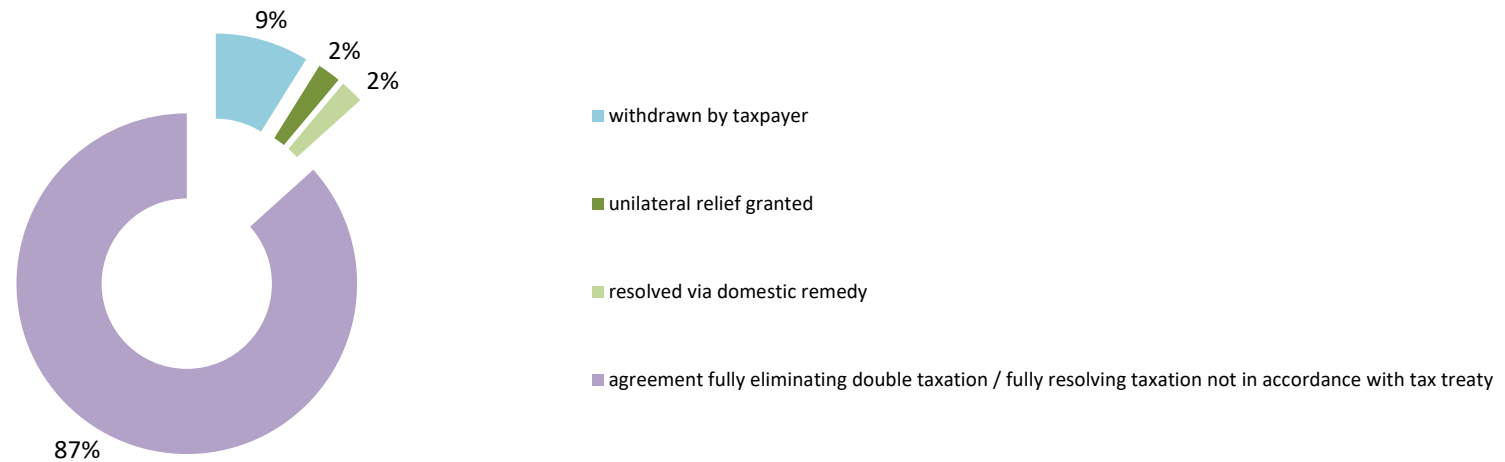 9%
2%
2%
87%
withdrawn by taxpayer
unilateral relief granted
resolved via domestic remedy
agreement fully eliminating double taxation / fully resolving taxation not in accordance with tax treaty